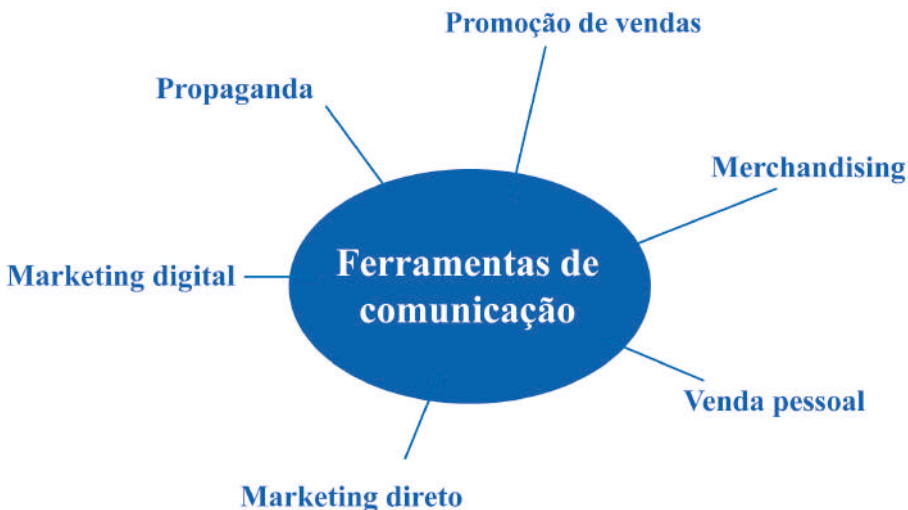 Promoção de vendas
Propaganda
Merchandising
Ferramentas de
comunicação
Marketing digital
Venda pessoal
Marketing direto